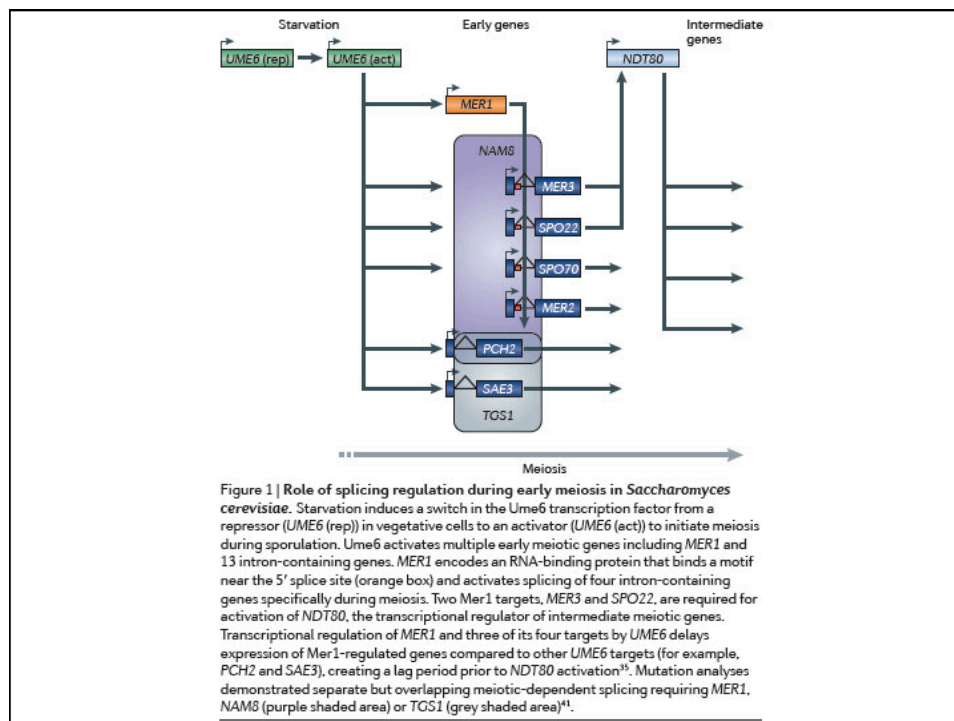 Starvation
Early genes
Intermediate
genes
UME6 (rep)
UME6 (act)
NDT80
MER1
NAM8
MER3
SPO22
SPO70
MER2
PCH2
SAE3
TGS1
Meiosis
Figure 1 | Role of splicing regulation during early meiosis in Saccharomyces
cerevisiae. Starvation induces a switch in the Ume6 transcription factor from a
repressor (UME6 (rep)) in vegetative cells to an activator (UME6 (act)) to initiate meiosis
during sporulation. Ume6 activates multiple early meiotic genes including MER1 and
13 intron-containing genes. MER1 encodes an RNA-binding protein that binds a motif
near the 5′ splice site (orange box) and activates splicing of four intron-containing
genes specifically during meiosis. Two Mer1 targets, MER3 and SPO22, are required for
activation of NDT80, the transcriptional regulator of intermediate meiotic genes.
Transcriptional regulation of MER1 and three of its four targets by UME6 delays
expression of Mer1-regulated genes compared to other UME6 targets (for example,
PCH2 and SAE3), creating a lag period prior to NDT80 activation³⁵. Mutation analyses
demonstrated separate but overlapping meiotic-dependent splicing requiring MER1,
NAM8 (purple shaded area) or TGS1 (grey shaded area)⁴¹.